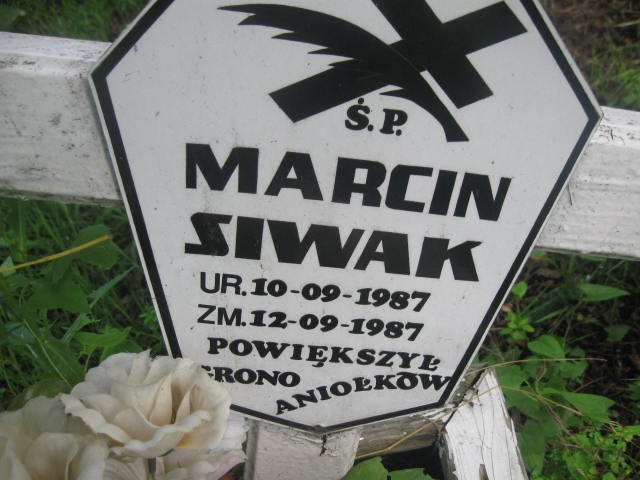 Ś.P.
MARCIN
SIWAK
UR. 10-09-1987
ZM. 12-09-1987
POWIĘKSZYŁ
GRONO
ANIOŁKÓW